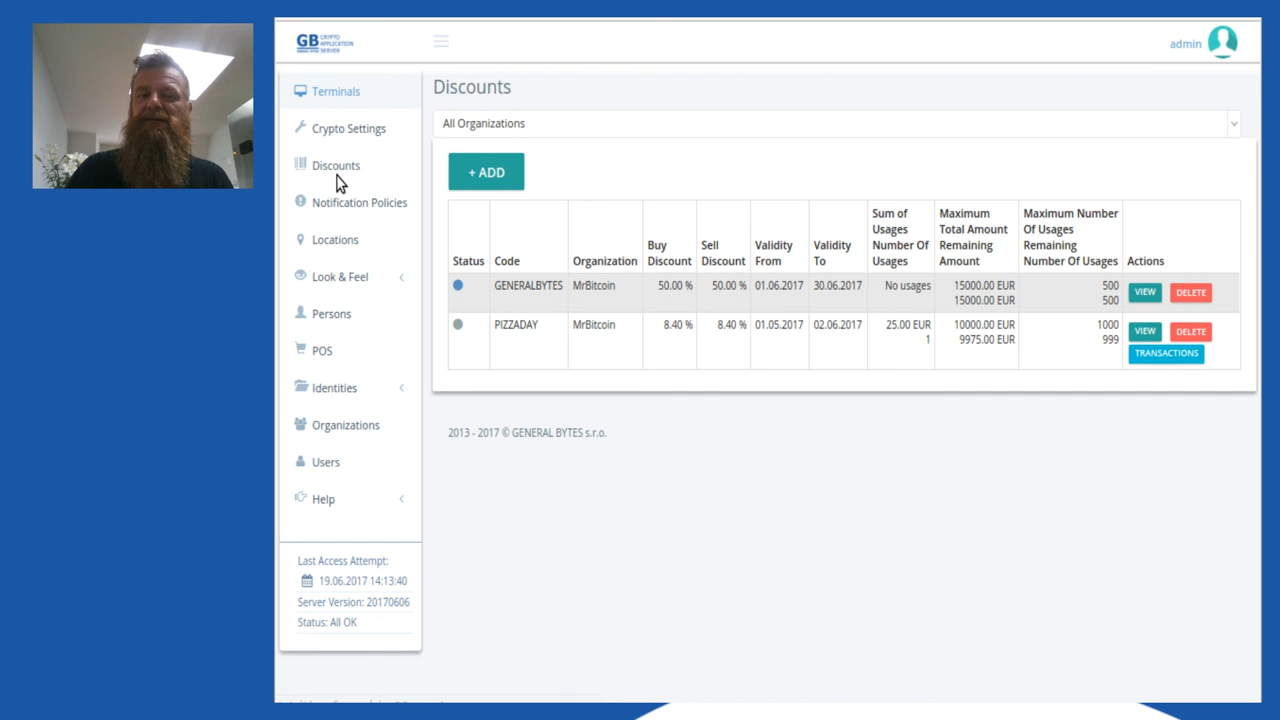 GB CRYPTO
APPLICATION
SERVER
admin
Terminals
Crypto Settings
Discounts
Notification Policies
Locations
Look & Feel
Persons
POS
Identities
Organizations
Users
Help
Last Access Attempt:
19.06.2017 14:13:40
Server Version: 20170606
Status: All OK
Discounts
All Organizations
+ ADD
Status Code Organization Buy Discount Sell Discount Validity From Validity To Sum of Usages Number Of Usages Maximum Total Amount Remaining Amount Maximum Number Of Usages Remaining Number Of Usages Actions
GENERALBYTES MrBitcoin 50.00 % 50.00 % 01.06.2017 30.06.2017 No usages 15000.00 EUR 500 VIEW DELETE
15000.00 EUR 500
PIZZADAY MrBitcoin 8.40 % 8.40 % 01.05.2017 02.06.2017 25.00 EUR 10000.00 EUR 1000 VIEW DELETE
1 9975.00 EUR 999
TRANSACTIONS
2013 - 2017 © GENERAL BYTES s.r.o.